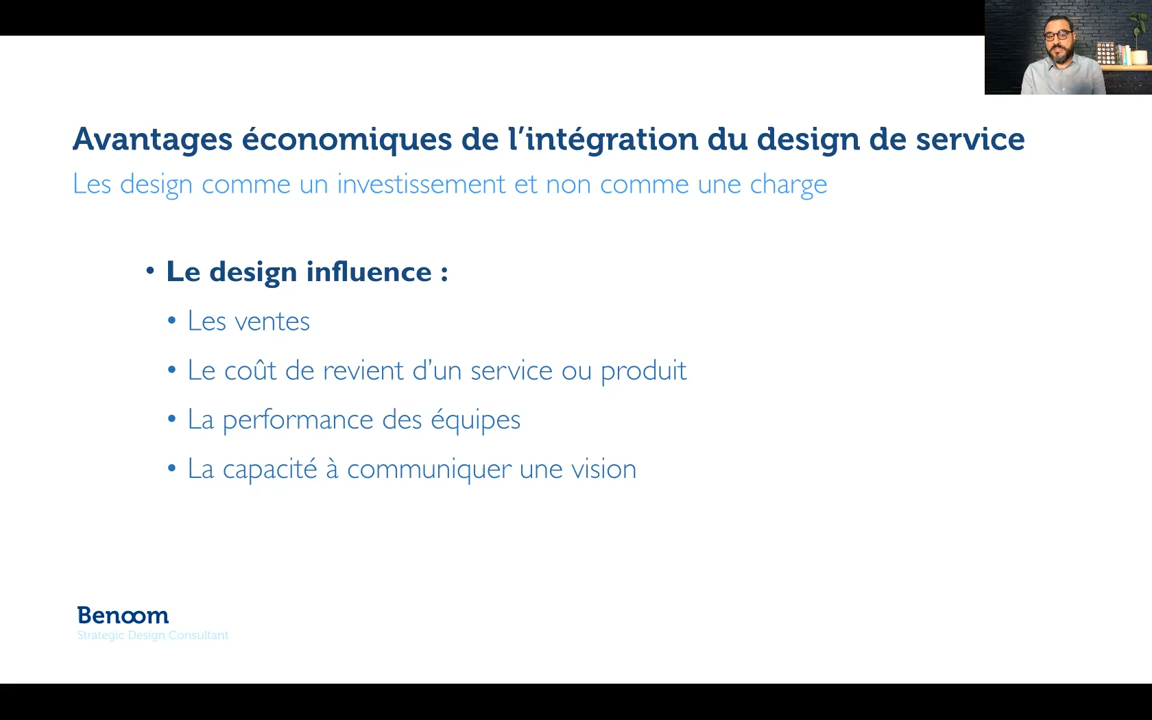 Avantages économiques de l’intégration du design de service
Les design comme un investissement et non comme une charge
• Le design influence :
• Les ventes
• Le coût de revient d’un service ou produit
• La performance des équipes
• La capacité à communiquer une vision
Benoom
Strategic Design Consultant